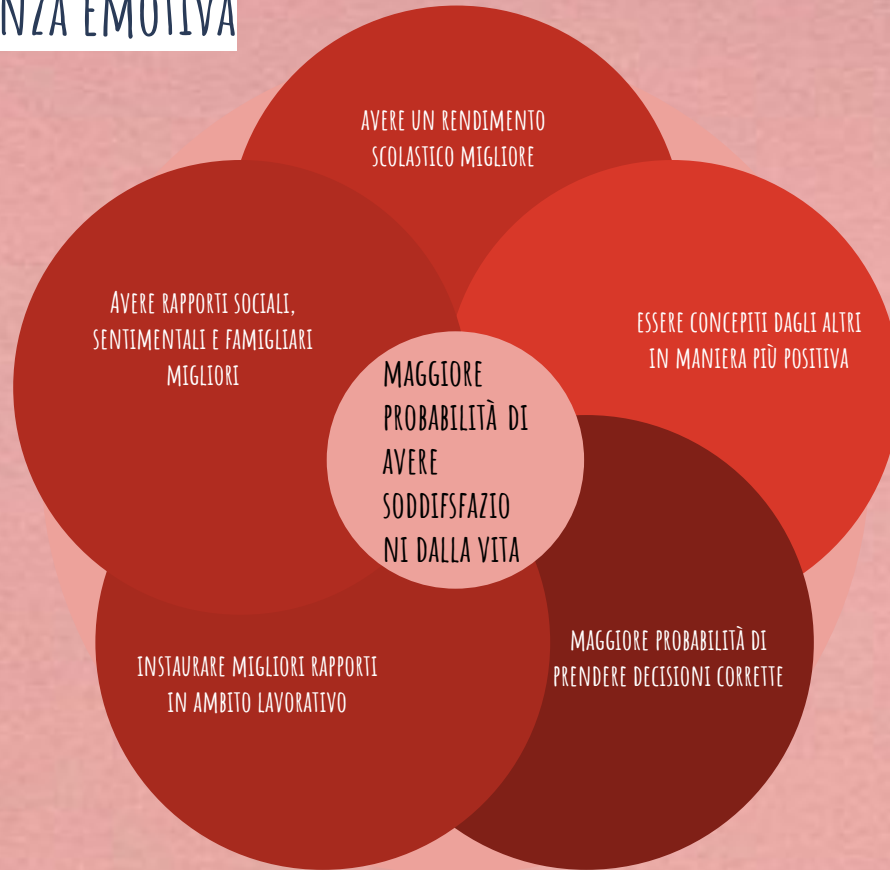 NZA EMOTIVA
AVERE UN RENDIMENTO
SCOLASTICO MIGLIORE
AVERE RAPPORTI SOCIALI,
SENTIMENTALI E FAMIGLIARI
MIGLIORI
ESSERE CONCEPITI DAGLI ALTRI
IN MANIERA PIÙ POSITIVA
MAGGIORE
PROBABILITÀ DI
AVERE
SODDIFSFAZIO
NI DALLA VITA
INSTAURARE MIGLIORI RAPPORTI
IN AMBITO LAVORATIVO
MAGGIORE PROBABILITÀ DI
PRENDERE DECISIONI CORRETTE